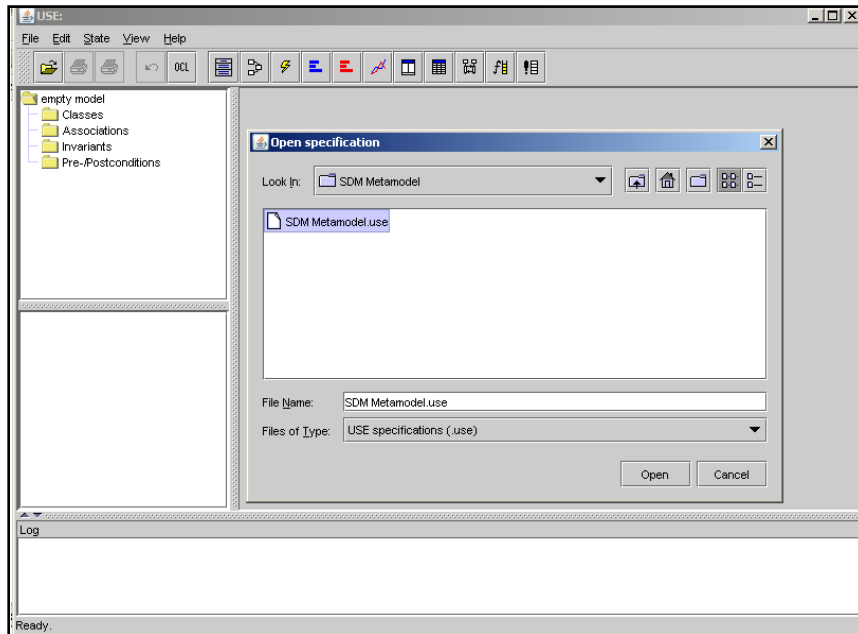 USE:
File Edit State View Help
OCL
empty model
Classes
Associations
Invariants
Pre-/Postconditions
Open specification
Look In: SDM Metamodel
SDM Metamodel.use
File Name: SDM Metamodel.use
Files of Type: USE specifications (.use)
Open Cancel
Log
Ready.